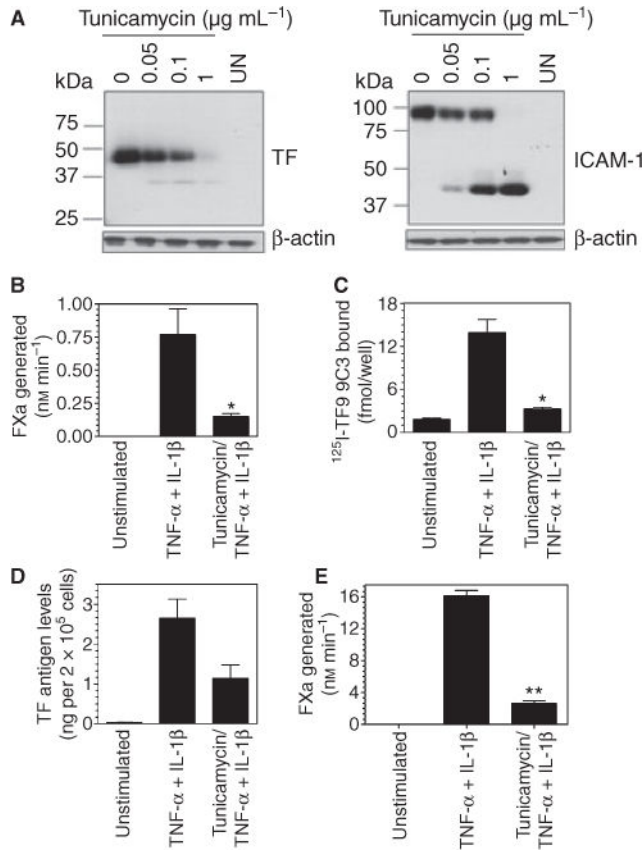 A
Tunicamycin (µg mL⁻¹)
kDa 0 0.05 0.1 1 UN
75
50
37
25
TF
β-actin
Tunicamycin (µg mL⁻¹)
kDa 0 0.05 0.1 1 UN
100
75
50
37
ICAM-1
β-actin
B
FXa generated
(nM min⁻¹)
1.00
0.75
0.50
0.25
0.00
*
Unstimulated
TNF-α + IL-1β
Tunicamycin/
TNF-α + IL-1β
C
¹²⁵I-TF9 9C3 bound
(fmol/well)
18
12
6
0
*
Unstimulated
TNF-α + IL-1β
Tunicamycin/
TNF-α + IL-1β
D
TF antigen levels
(ng per 2 × 10⁵ cells)
3
2
1
0
Unstimulated
TNF-α + IL-1β
Tunicamycin/
TNF-α + IL-1β
E
FXa generated
(nM min⁻¹)
16
12
8
4
0
**
Unstimulated
TNF-α + IL-1β
Tunicamycin/
TNF-α + IL-1β